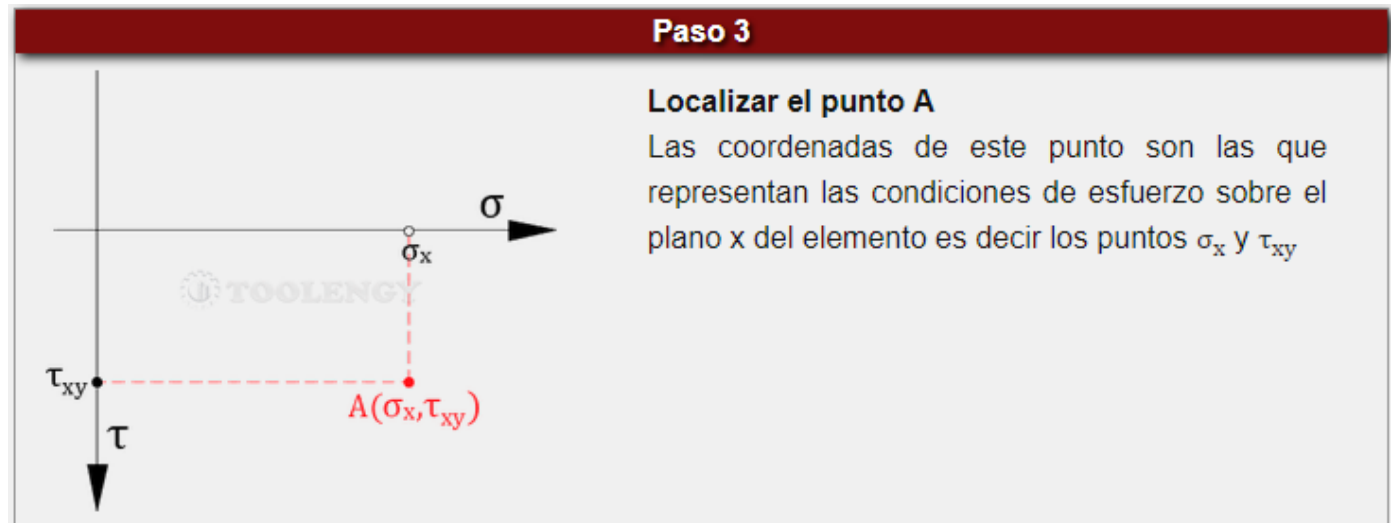 Paso 3
Localizar el punto A
Las coordenadas de este punto son las que
representan las condiciones de esfuerzo sobre el
plano x del elemento es decir los puntos σx y τxy
σ
σx
TOOLENGY
τxy
A(σx,τxy)
τ